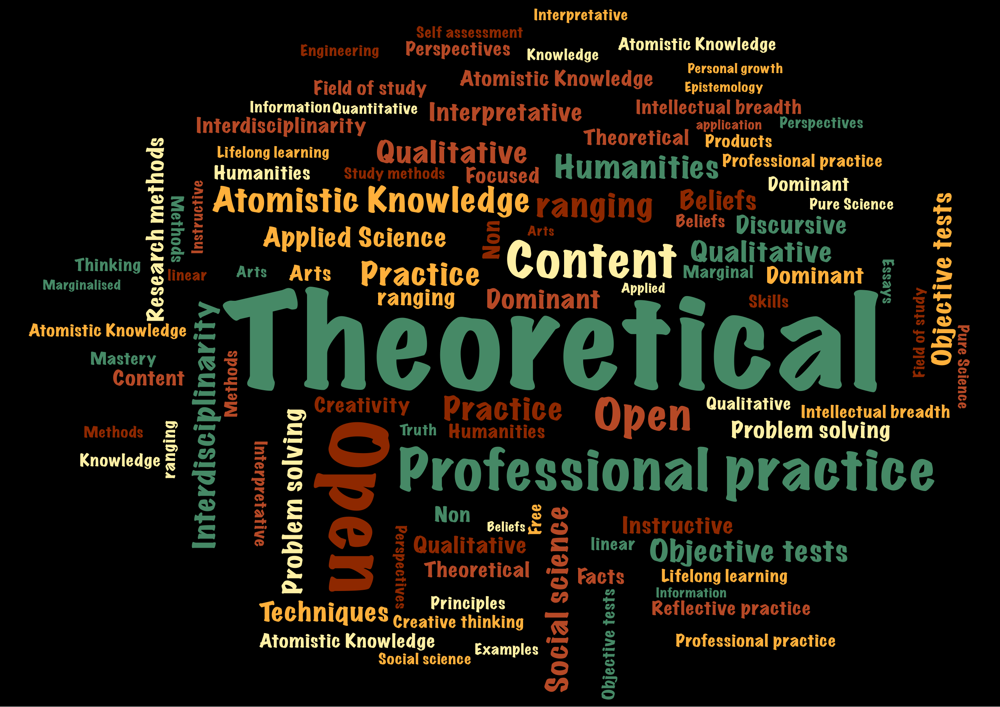 Interpretative
Self assessment
Engineering
Perspectives
Knowledge
Atomistic Knowledge
Personal growth
Atomistic Knowledge
Field of study
Epistemology
Information
Quantitative
Interpretative
Intellectual breadth
Interdisciplinarity
application
Perspectives
Theoretical
Products
Lifelong learning
Qualitative
Humanities
Professional practice
Humanities
Study methods
Focused
Dominant
Research methods
Methods
Instructive
Atomistic Knowledge
ranging
Beliefs
Pure Science
Objective tests
Beliefs
Discursive
Applied Science
Non
Arts
Content
Qualitative
Thinking
linear
Arts
Arts
Practice
Marginal
Dominant
Essays
Marginalised
Applied
ranging
Dominant
Skills
Field of study
Pure Science
Atomistic Knowledge
Interdisciplinarity
Theoretical
Mastery
Methods
Content
Creativity
Practice
Open
Qualitative
Intellectual breadth
Methods
ranging
Problem solving
Open
Truth
Humanities
Problem solving
Knowledge
Interpretative
Professional practice
Non
Beliefs
Free
Social science
Instructive
Perspectives
Qualitative
linear
Objective tests
Theoretical
Facts
Lifelong learning
Information
Objective tests
Principles
Reflective practice
Techniques
Creative thinking
Atomistic Knowledge
Examples
Professional practice
Social science